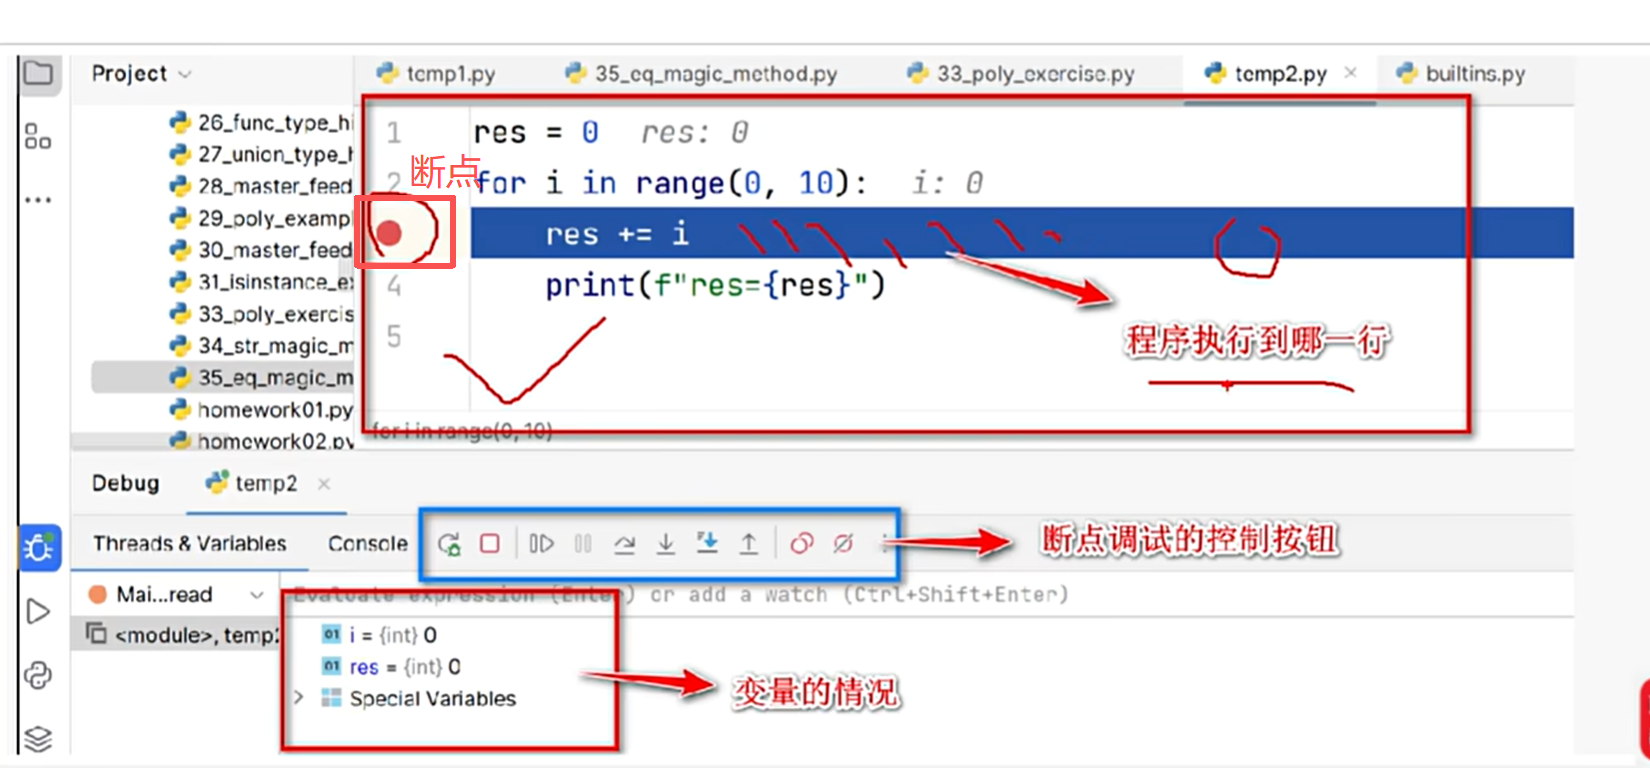 Project
temp1.py
35_eq_magic_method.py
33_poly_exercise.py
temp2.py
builtins.py
26_func_type_hi
27_union_type_h
28_master_feed
29_poly_exampl
30_master_feed
31_isinstance_ex
33_poly_exercis
34_str_magic_m
35_eq_magic_m
homework01.py
homework02.py
1 res = 0 res: 0
断点
2 for i in range(0, 10): i: 0
res += i
4 print(f"res={res}")
5
程序执行到哪一行
for i in range(0, 10)
Debug
temp2
Threads & Variables
Console
断点调试的控制按钮
Mai...read
Evaluate expression (Enter) or add a watch (Ctrl+Shift+Enter)
<module>, temp2
i = {int} 0
res = {int} 0
Special Variables
变量的情况